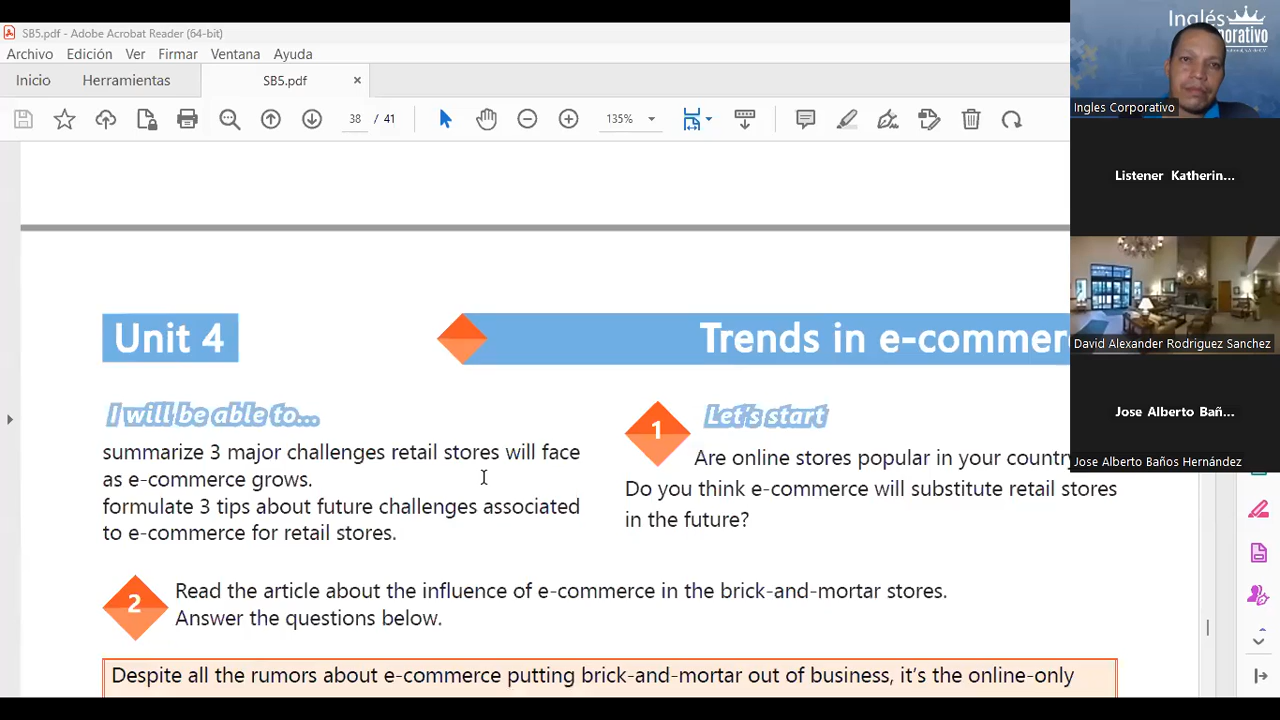 SB5.pdf - Adobe Acrobat Reader (64-bit)
Archivo Edición Ver Firmar Ventana Ayuda
Inicio Herramientas SB5.pdf ×
38 / 41 135%
Unit 4
Trends in e-commer
I will be able to...
summarize 3 major challenges retail stores will face
as e-commerce grows.
formulate 3 tips about future challenges associated
to e-commerce for retail stores.
1 Let's start
Are online stores popular in your country
Do you think e-commerce will substitute retail stores
in the future?
2 Read the article about the influence of e-commerce in the brick-and-mortar stores.
Answer the questions below.
Despite all the rumors about e-commerce putting brick-and-mortar out of business, it's the online-only
Inglés
orporativo
Ingles Corporativo
Listener Katherin...
David Alexander Rodriguez Sanchez
Jose Alberto Bañ...
Jose Alberto Baños Hernández